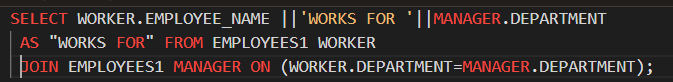 SELECT WORKER.EMPLOYEE_NAME ||'WORKS FOR '||MANAGER.DEPARTMENT
AS "WORKS FOR" FROM EMPLOYEES1 WORKER
JOIN EMPLOYEES1 MANAGER ON (WORKER.DEPARTMENT=MANAGER.DEPARTMENT);